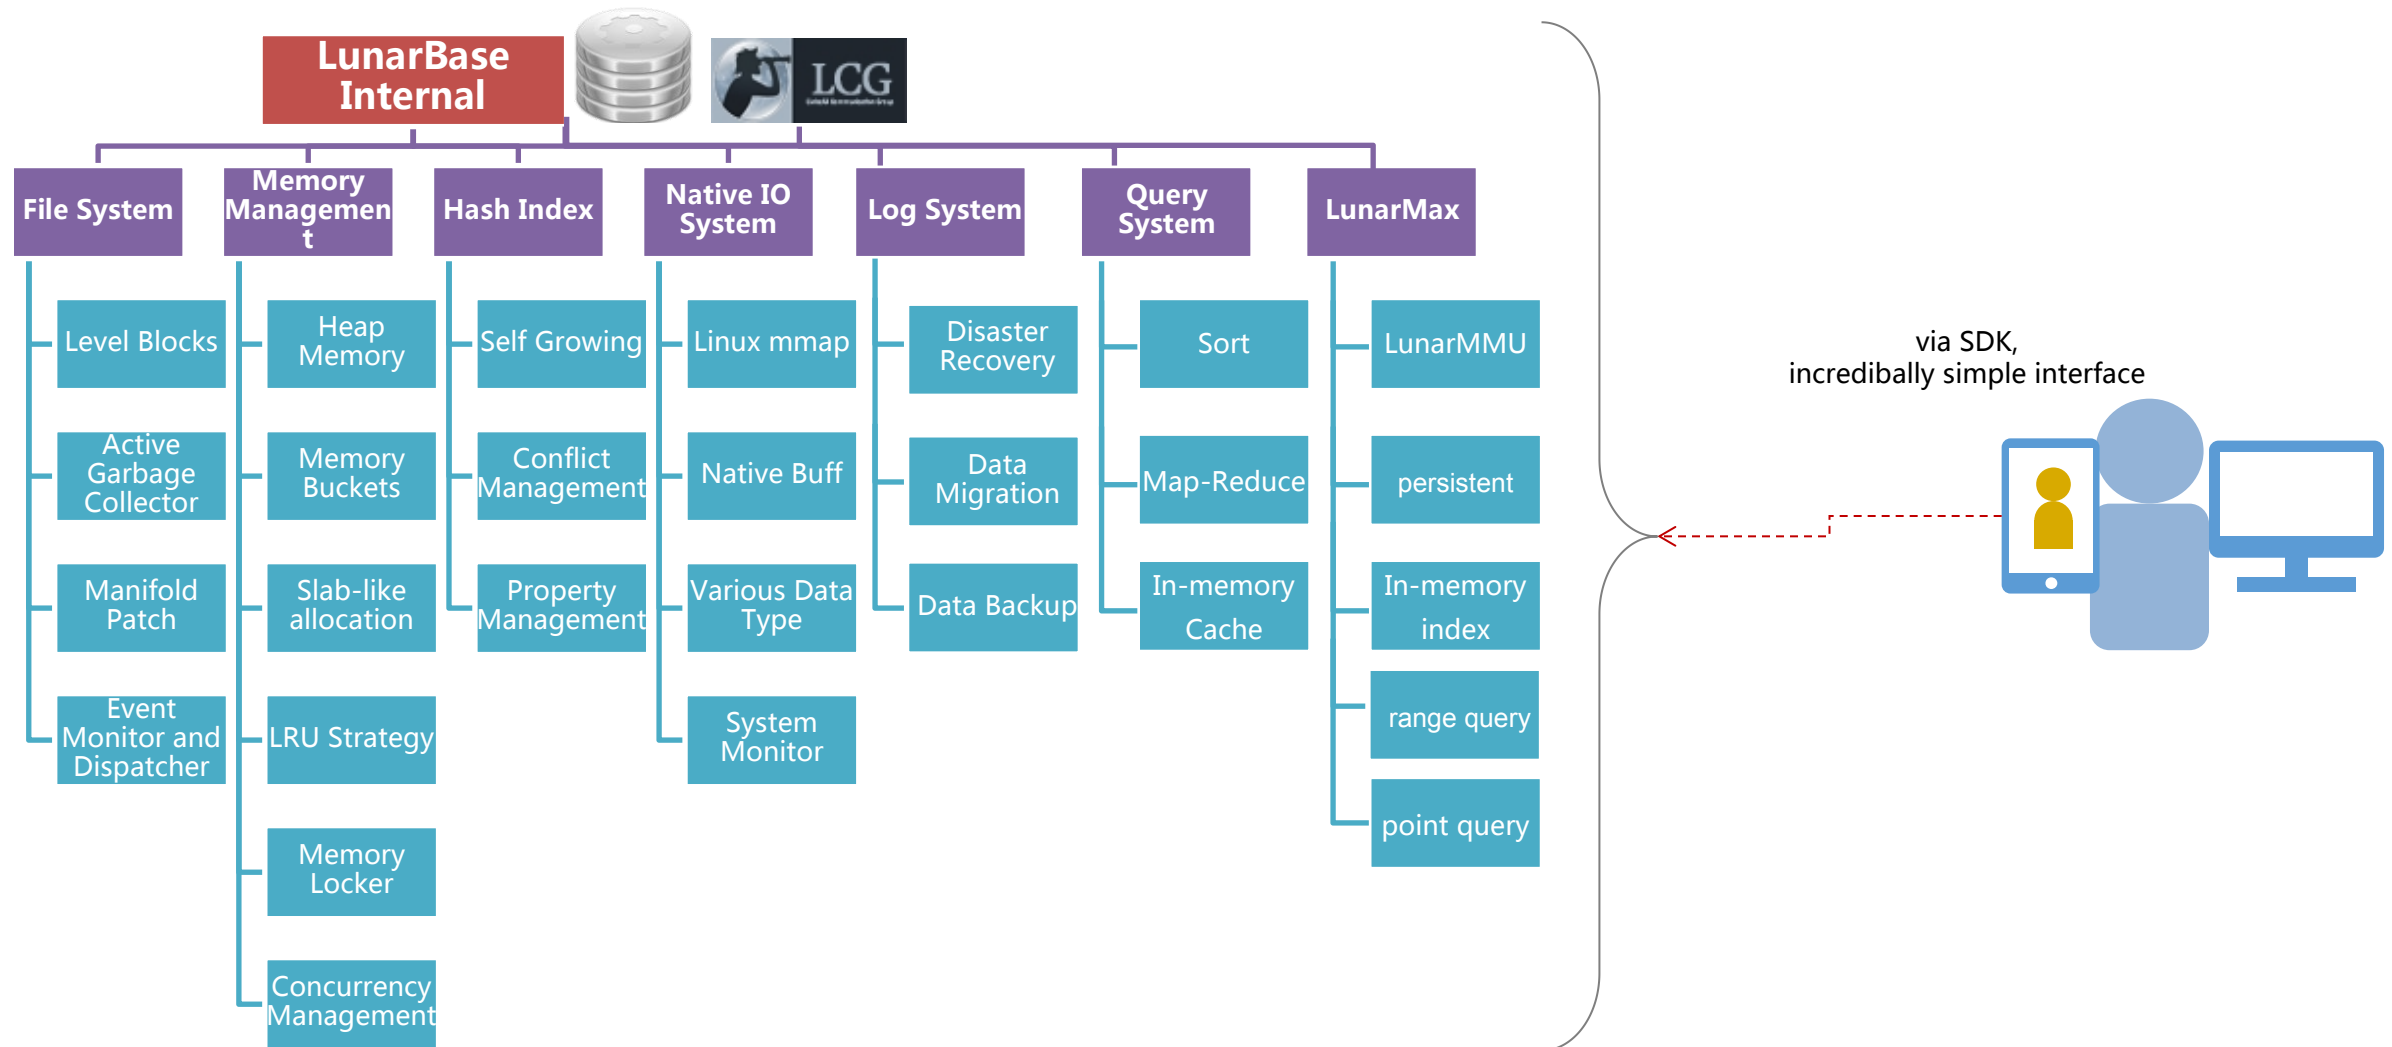 LunarBase
Internal
LCG
File System
Memory
Managemen
t
Hash Index
Native IO
System
Log System
Query
System
LunarMax
Level Blocks
Active
Garbage
Collector
Manifold
Patch
Event
Monitor and
Dispatcher
Heap
Memory
Memory
Buckets
Slab-like
allocation
LRU Strategy
Memory
Locker
Concurrency
Management
Self Growing
Conflict
Management
Property
Management
Linux mmap
Native Buff
Various Data
Type
System
Monitor
Disaster
Recovery
Data
Migration
Data Backup
Sort
Map-Reduce
In-memory
Cache
LunarMMU
persistent
In-memory
index
range query
point query
via SDK,
incredibally simple interface